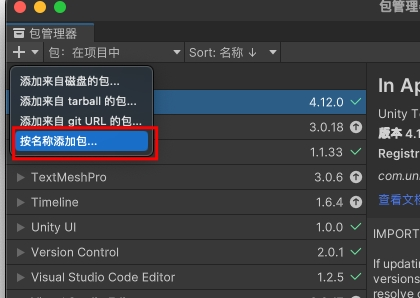 包管理
包管理器
包：在项目中 Sort: 名称 ↓
添加来自磁盘的包...
添加来自 tarball 的包...
添加来自 git URL 的包...
按名称添加包...
4.12.0
3.0.18
1.1.33
TextMeshPro 3.0.6
Timeline 1.6.4
Unity UI 1.0.0
Version Control 2.0.1
Visual Studio Code Editor 1.2.5
In Ap
Unity T
版本 4.1
Registr
com.uni
查看文档
IMPORT
If updatin
versions
resolve c